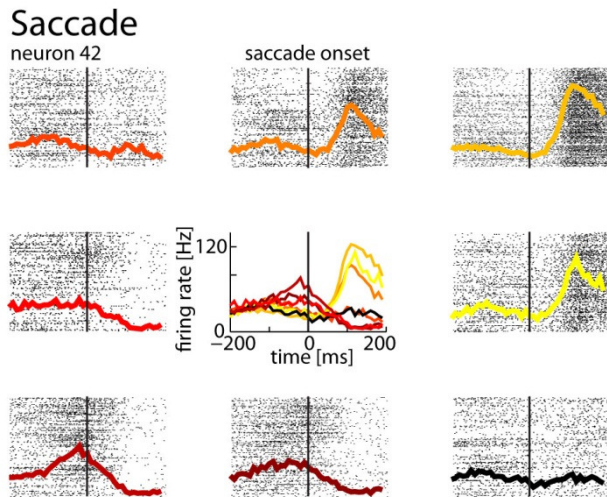 Saccade
neuron 42
saccade onset
firing rate [Hz]
120
0
−200
0
200
time [ms]